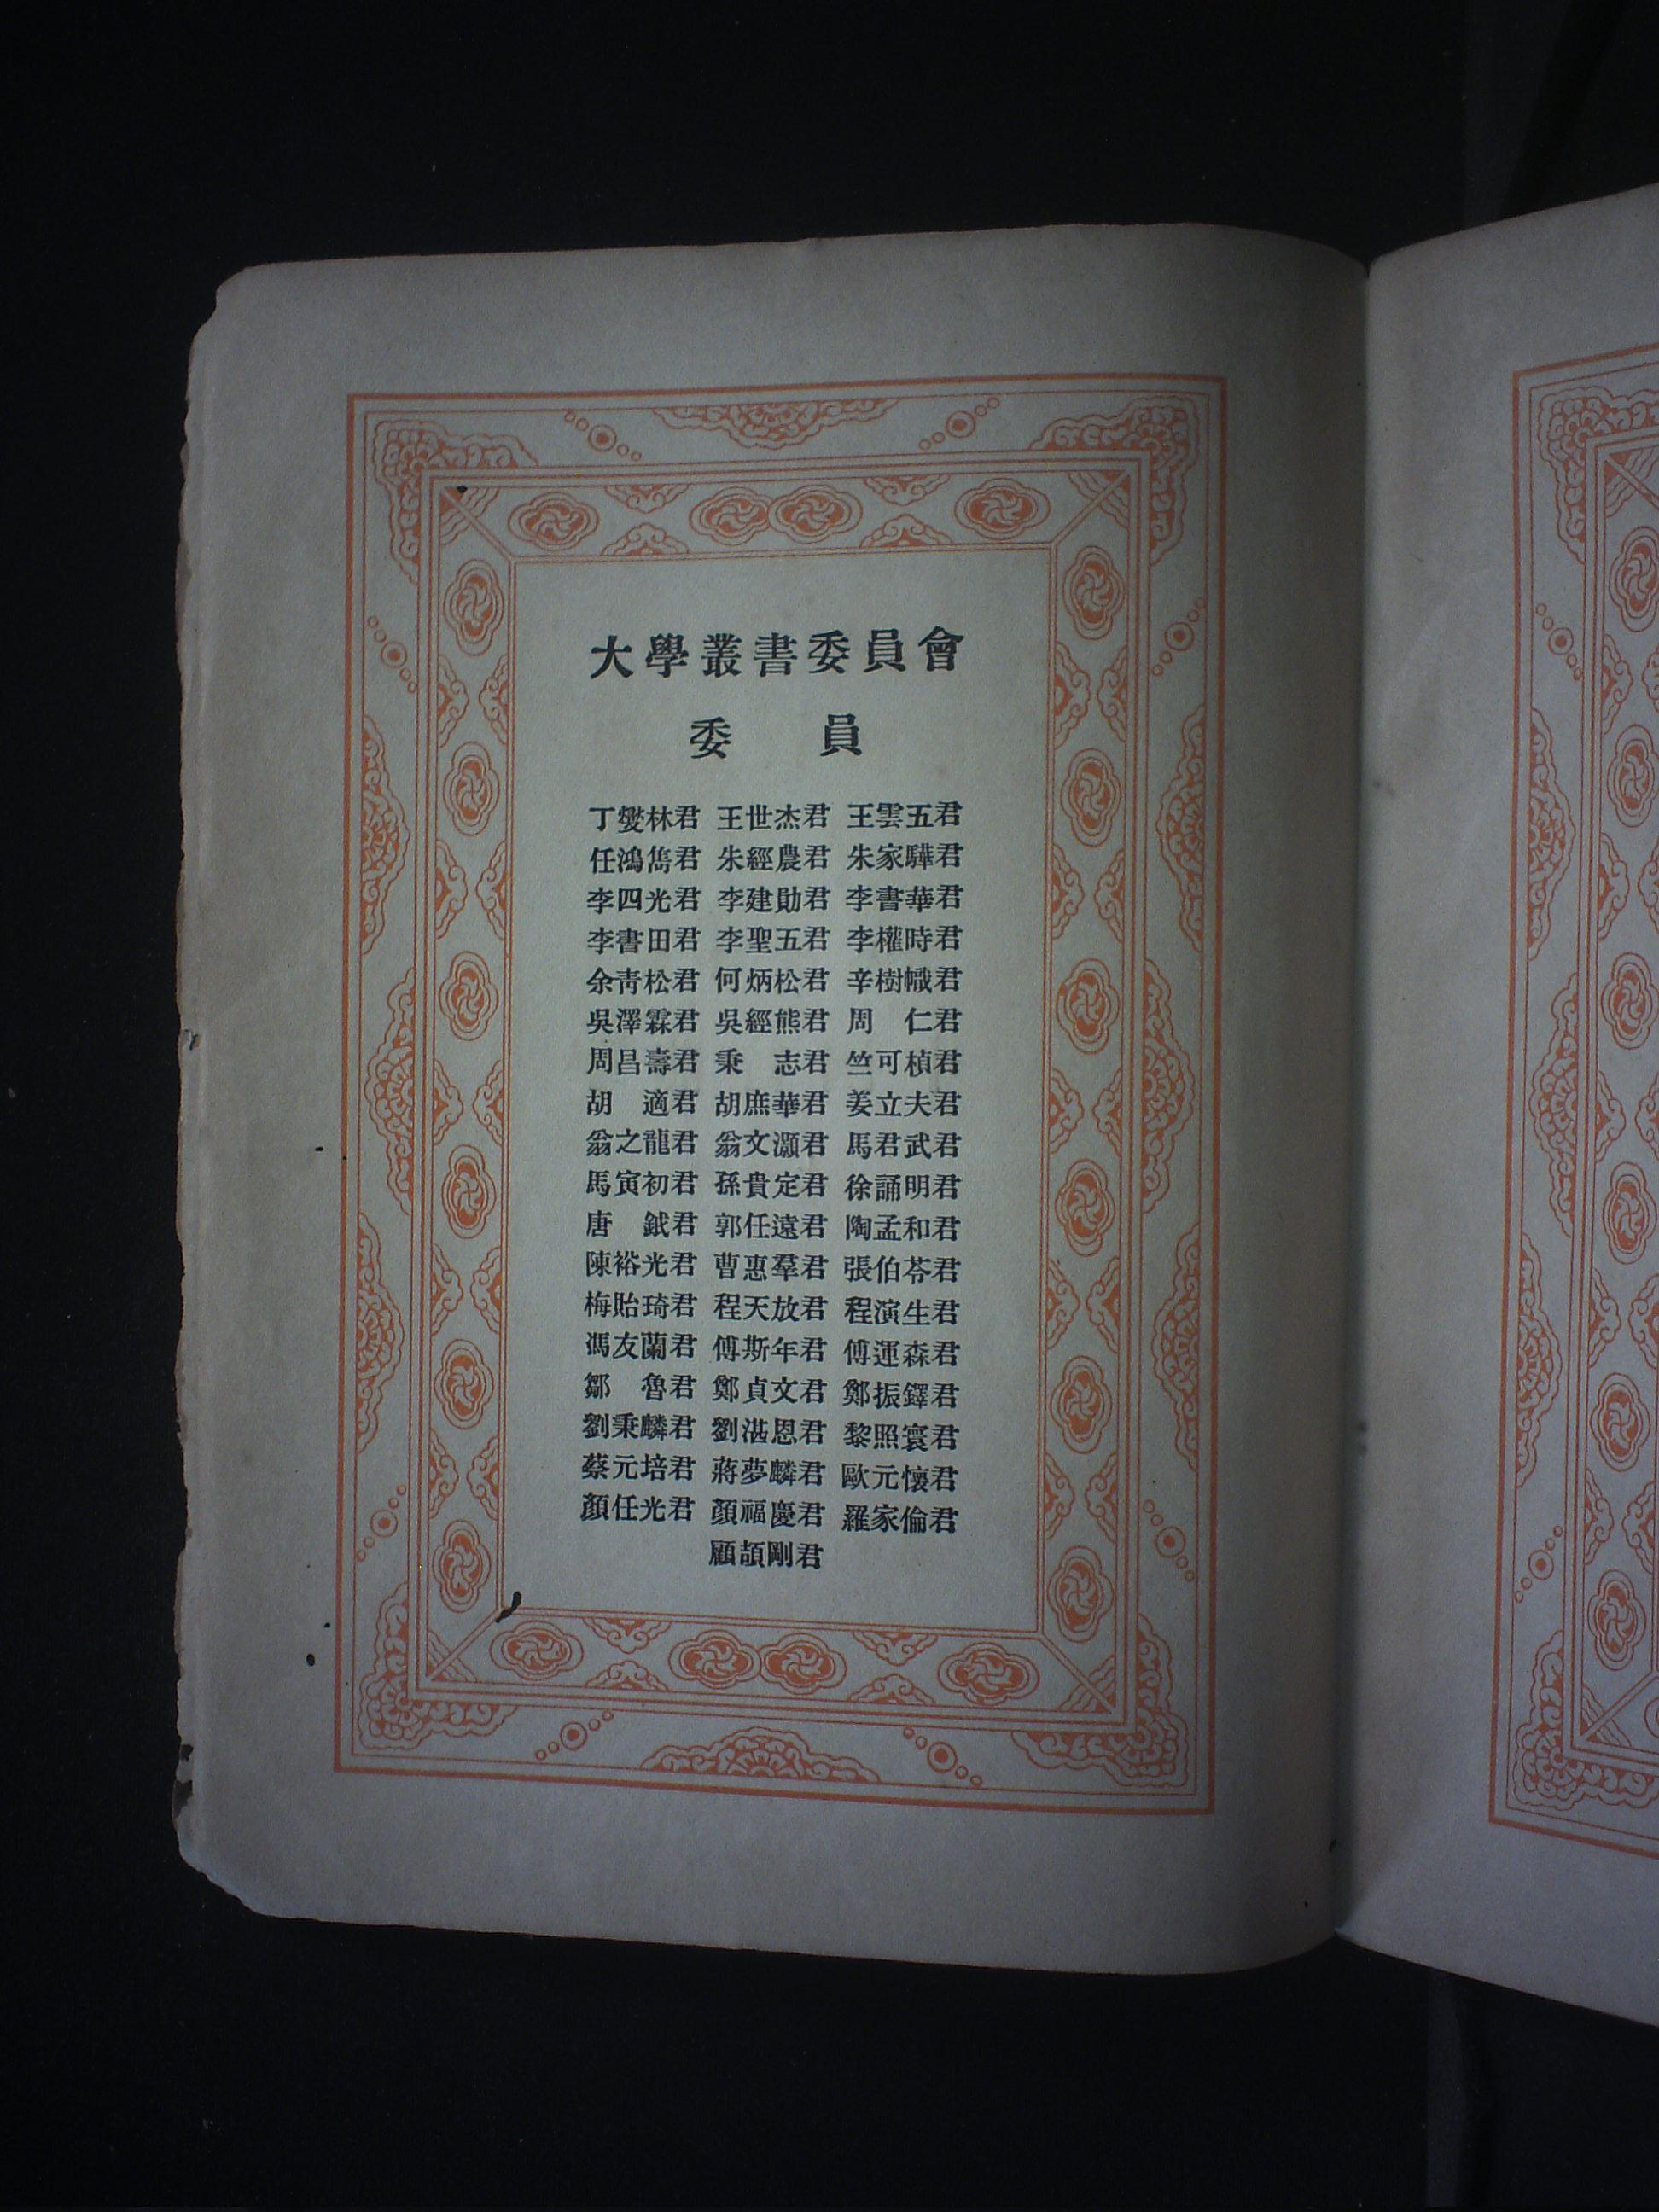 大學叢書委員會
委　員
丁燮林君 王世杰君 王雲五君
任鴻雋君 朱經農君 朱家驊君
李四光君 李建勛君 李書華君
李書田君 李聖五君 李權時君
余青松君 何炳松君 辛樹幟君
吳澤霖君 吳經熊君 周　仁君
周昌壽君 秉　志君 竺可楨君
胡　適君 胡庶華君 姜立夫君
翁之龍君 翁文灝君 馬君武君
馬寅初君 孫貴定君 徐誦明君
唐　鉞君 郭任遠君 陶孟和君
陳裕光君 曹惠羣君 張伯苓君
梅貽琦君 程天放君 程演生君
馮友蘭君 傅斯年君 傅運森君
鄒　魯君 鄭貞文君 鄭振鐸君
劉秉麟君 劉湛恩君 黎照寰君
蔡元培君 蔣夢麟君 歐元懷君
顏任光君 顏福慶君 羅家倫君
顧頡剛君